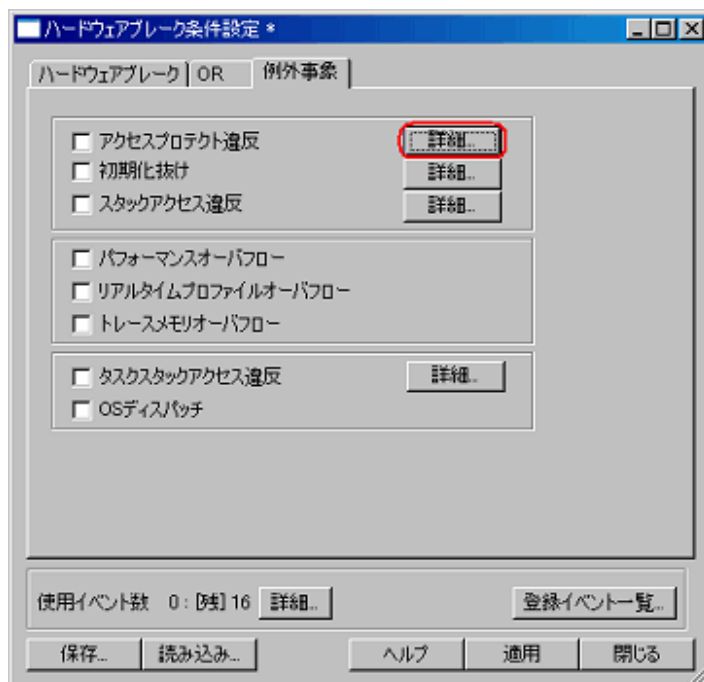 ハードウェアブレーク条件設定 *
ハードウェアブレーク OR 例外事象
アクセスプロテクト違反 詳細...
初期化抜け 詳細...
スタックアクセス違反 詳細...
パフォーマンスオーバフロー
リアルタイムプロファイルオーバフロー
トレースメモリオーバフロー
タスクスタックアクセス違反 詳細...
OSディスパッチ
使用イベント数 0 : [残] 16 詳細... 登録イベント一覧...
保存... 読み込み... ヘルプ 適用 閉じる